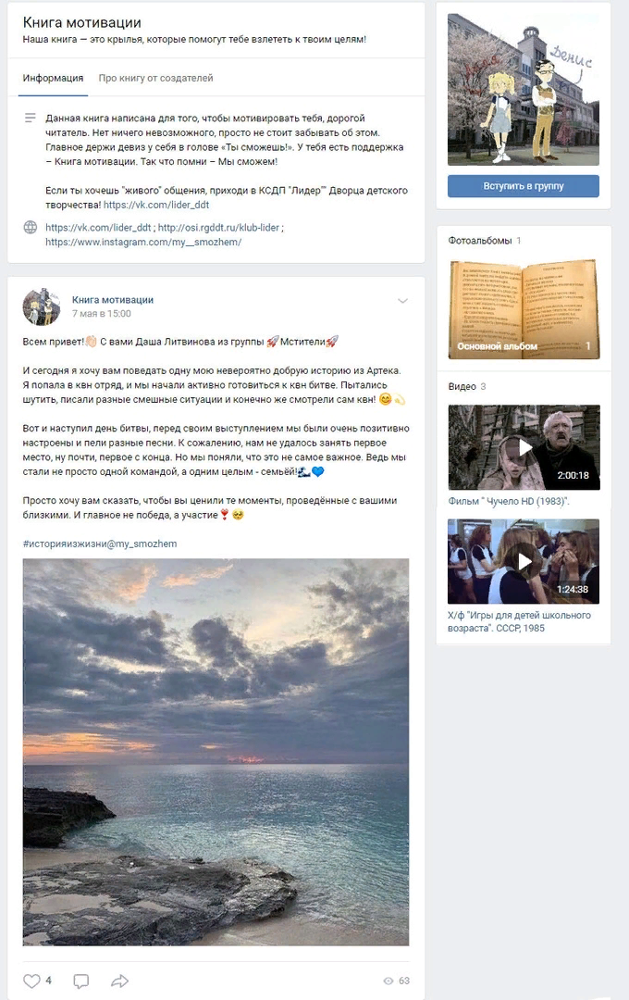 Книга мотивации
Наша книга — это крылья, которые помогут тебе взлететь к твоим целям!
Информация
Про книгу от создателей
Данная книга написана для того, чтобы мотивировать тебя, дорогой
читатель. Нет ничего невозможного, просто не стоит забывать об этом.
Главное держи девиз у себя в голове «Ты сможешь!». У тебя есть поддержка
– Книга мотивации. Так что помни – Мы сможем!
Если ты хочешь "живого" общения, приходи в КСДП "Лидер"" Дворца детского
творчества! https://vk.com/lider_ddt
https://vk.com/lider_ddt ; http://osi.rgddt.ru/klub-lider ;
https://www.instagram.com/my__smozhem/
Книга мотивации
7 мая в 15:00
Всем привет!👋🏻 С вами Даша Литвинова из группы 🚀Мстители🚀
И сегодня я хочу вам поведать одну мою невероятно добрую историю из Артека.
Я попала в квн отряд, и мы начали активно готовиться к квн битве. Пытались
шутить, писали разные смешные ситуации и конечно же смотрели сам квн! 😊💫
Вот и наступил день битвы, перед своим выступлением мы были очень позитивно
настроены и пели разные песни. К сожалению, нам не удалось занять первое
место, ну почти, первое с конца. Но мы поняли, что это не самое важное. Ведь мы
стали не просто одной командой, а одним целым - семьёй!🌊💙
Просто хочу вам сказать, чтобы вы ценили те моменты, проведённые с вашими
близкими. И главное не победа, а участие❣🥺
#историяизжизни@my_smozhem
4
63
Денис
Вступить в группу
Фотоальбомы 1
Основной альбом 1
Видео 3
2:00:18
Фильм " Чучело HD (1983)".
1:24:38
Х/ф "Игры для детей школьного
возраста". СССР, 1985